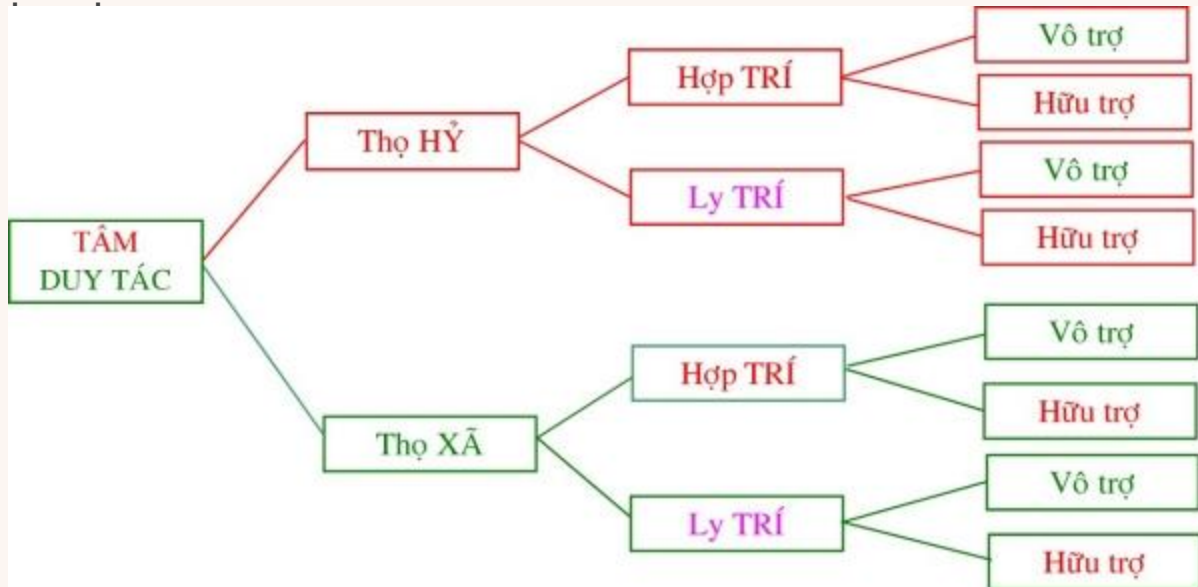 Vô trợ
Hợp TRÍ
Hữu trợ
Thọ HỶ
Vô trợ
Ly TRÍ
Hữu trợ
TÂM
DUY TÁC
Vô trợ
Hợp TRÍ
Hữu trợ
Thọ XÃ
Vô trợ
Ly TRÍ
Hữu trợ